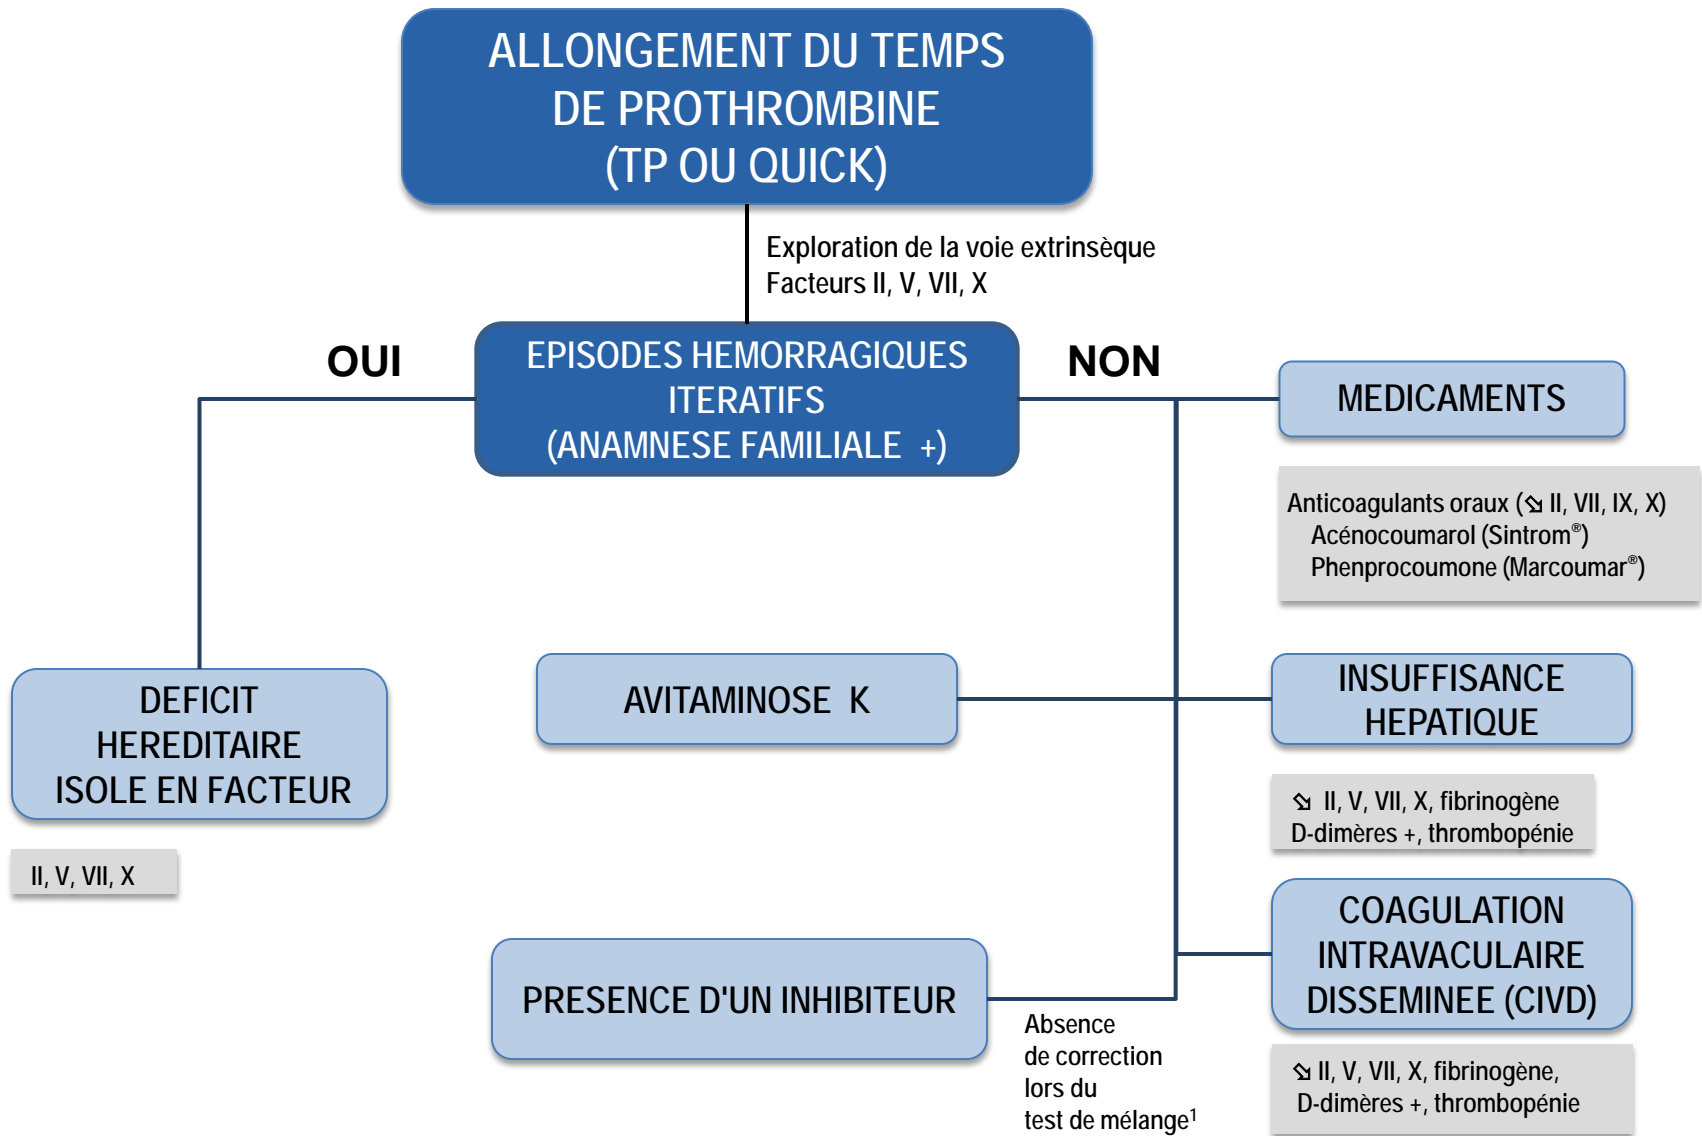 ALLONGEMENT DU TEMPS
DE PROTHROMBINE
(TP OU QUICK)
Exploration de la voie extrinsèque
Facteurs II, V, VII, X
OUI
EPISODES HEMORRAGIQUES
ITERATIFS
(ANAMNESE FAMILIALE +)
NON
MEDICAMENTS
Anticoagulants oraux (⇘ II, VII, IX, X)
Acénocoumarol (Sintrom®)
Phenprocoumone (Marcoumar®)
DEFICIT
HEREDITAIRE
ISOLE EN FACTEUR
II, V, VII, X
AVITAMINOSE K
INSUFFISANCE
HEPATIQUE
⇘ II, V, VII, X, fibrinogène
D-dimères +, thrombopénie
PRESENCE D'UN INHIBITEUR
Absence
de correction
lors du
test de mélange¹
COAGULATION
INTRAVACULAIRE
DISSEMINEE (CIVD)
⇘ II, V, VII, X, fibrinogène,
D-dimères +, thrombopénie